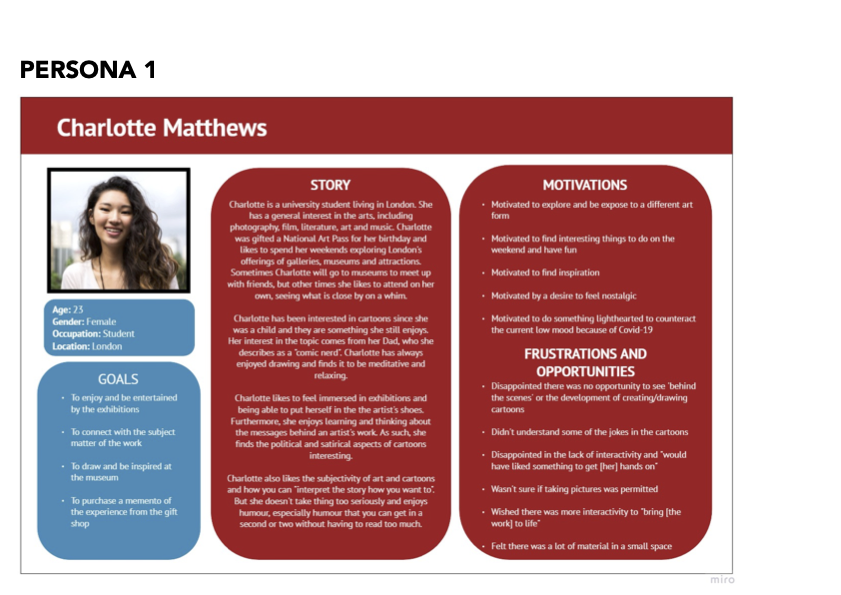 PERSONA 1
Charlotte Matthews
Age: 23
Gender: Female
Occupation: Student
Location: London
GOALS
• To enjoy and be entertained
by the exhibitions
• To connect with the subject
matter of the work
• To draw and be inspired at
the museum
• To purchase a memento of
the experience from the gift
shop
STORY
Charlotte is a university student living in London. She
has a general interest in the arts, including
photography, film, literature, art and music. Charlotte
was gifted a National Art Pass for her birthday and
likes to spend her weekends exploring London's
offerings of galleries, museums and attractions.
Sometimes Charlotte will go to museums to meet up
with friends, but other times she likes to attend on her
own, seeing what is close by on a whim.
Charlotte has been interested in cartoons since she
was a child and they are something she still enjoys.
Her interest in the topic comes from her Dad, who she
describes as a "comic nerd". Charlotte has always
enjoyed drawing and finds it to be meditative and
relaxing.
Charlotte likes to feel immersed in exhibitions and
being able to put herself in the the artist's shoes.
Furthermore, she enjoys learning and thinking about
the messages behind an artist's work. As such, she
finds the political and satirical aspects of cartoons
interesting.
Charlotte also likes the subjectivity of art and cartoons
and how you can "interpret the story how you want to".
But she doesn't take thing too seriously and enjoys
humour, especially humour that you can get in a
second or two without having to read too much.
MOTIVATIONS
• Motivated to explore and be expose to a different art
form
• Motivated to find interesting things to do on the
weekend and have fun
• Motivated to find inspiration
• Motivated by a desire to feel nostalgic
• Motivated to do something lighthearted to counteract
the current low mood because of Covid-19
FRUSTRATIONS AND
OPPORTUNITIES
• Disappointed there was no opportunity to see 'behind
the scenes' or the development of creating/drawing
cartoons
• Didn't understand some of the jokes in the cartoons
• Disappointed in the lack of interactivity and "would
have liked something to get [her] hands on"
• Wasn't sure if taking pictures was permitted
• Wished there was more interactivity to "bring [the
work] to life"
• Felt there was a lot of material in a small space
miro